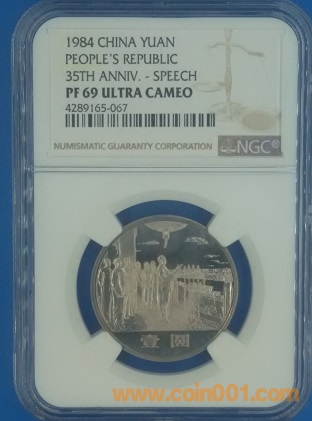 1984 CHINA YUAN
PEOPLE'S REPUBLIC
35TH ANNIV. - SPEECH
PF 69 ULTRA CAMEO
4289165-067
NUMISMATIC GUARANTY CORPORATION
NGC
壹圓
www.coin001.com